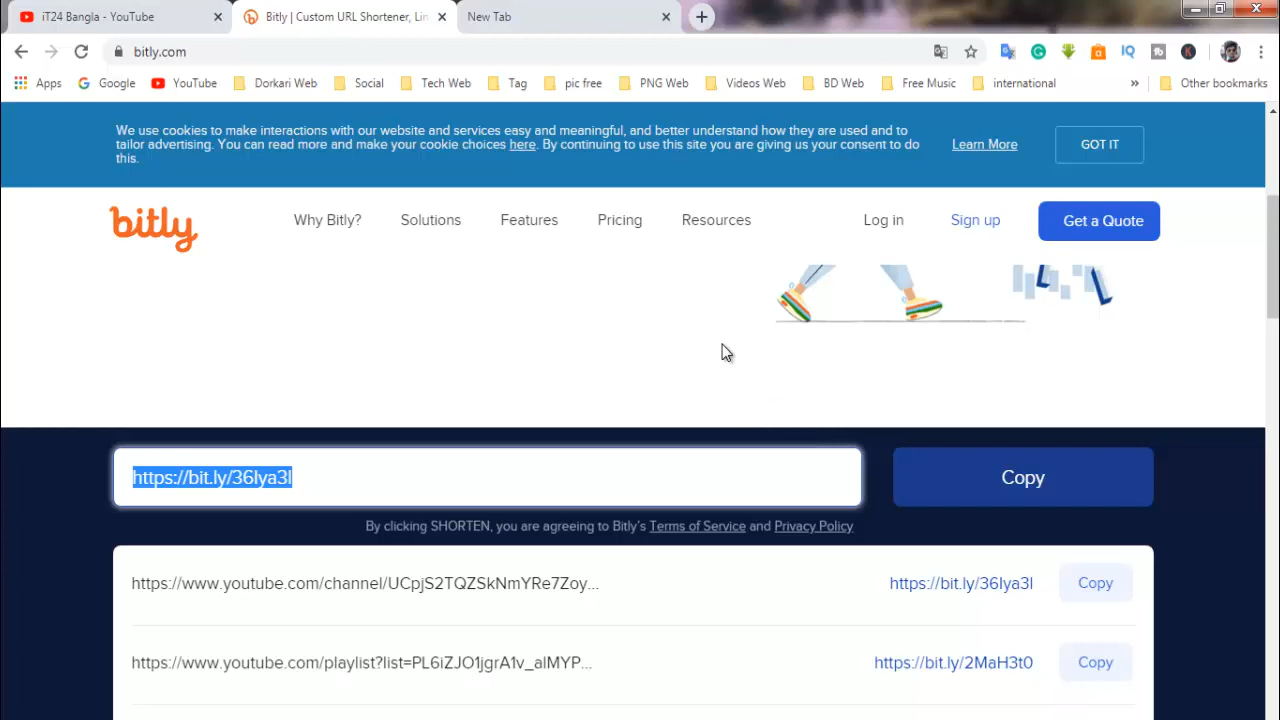 iT24 Bangla - YouTube
Bitly | Custom URL Shortener, Lin
New Tab
bitly.com
Apps
Google
YouTube
Dorkari Web
Social
Tech Web
Tag
pic free
PNG Web
Videos Web
BD Web
Free Music
international
»
Other bookmarks
We use cookies to make interactions with our website and services easy and meaningful, and better understand how they are used and to
tailor advertising. You can read more and make your cookie choices here. By continuing to use this site you are giving us your consent to do
this.
Learn More
GOT IT
bitly
Why Bitly?
Solutions
Features
Pricing
Resources
Log in
Sign up
Get a Quote
https://bit.ly/36lya3l
Copy
By clicking SHORTEN, you are agreeing to Bitly's Terms of Service and Privacy Policy
https://www.youtube.com/channel/UCpjS2TQZSkNmYRe7Zoy...
https://bit.ly/36lya3l
Copy
https://www.youtube.com/playlist?list=PL6iZJO1jgrA1v_alMYP...
https://bit.ly/2MaH3t0
Copy